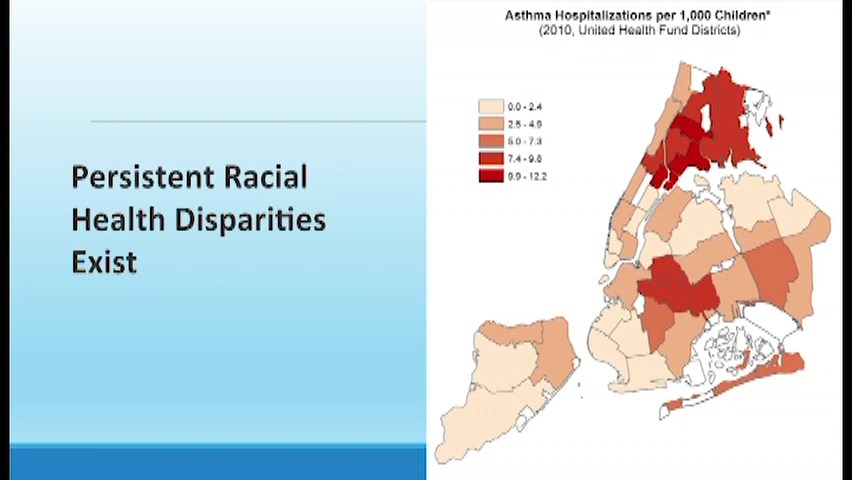 Persistent Racial
Health Disparities
Exist
Asthma Hospitalizations per 1,000 Children*
(2010, United Health Fund Districts)
0.0 - 2.4
2.5 - 4.9
5.0 - 7.3
7.4 - 9.8
9.9 - 12.2